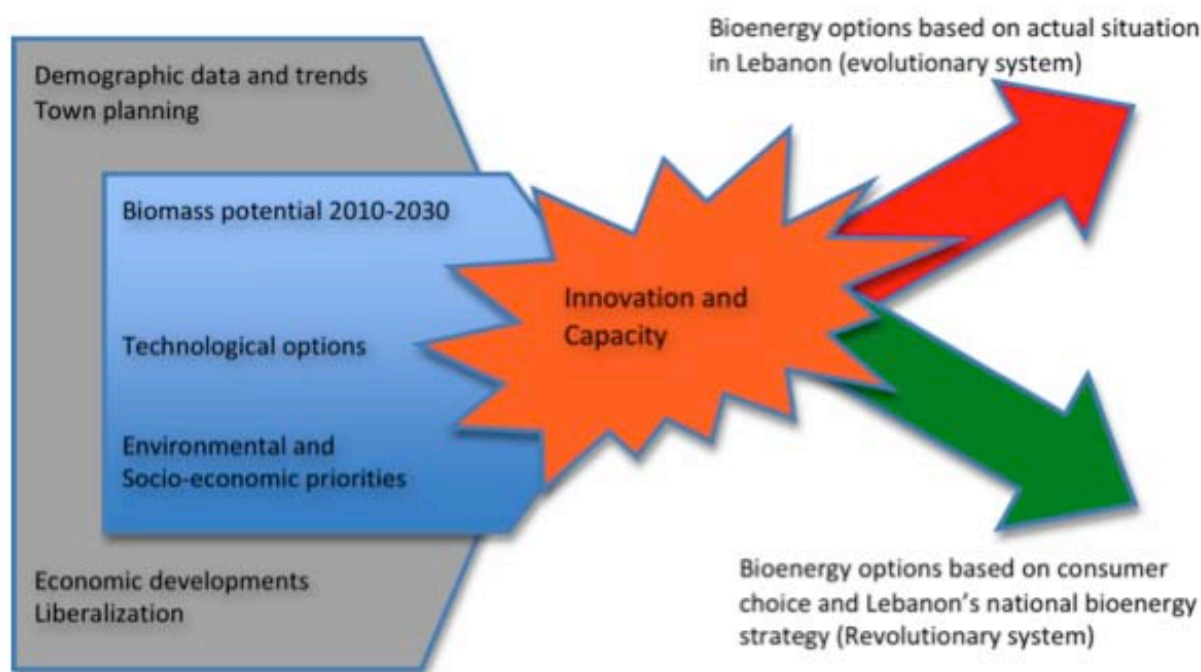 Demographic data and trends
Town planning
Biomass potential 2010-2030
Technological options
Environmental and
Socio-economic priorities
Economic developments
Liberalization
Innovation and
Capacity
Bioenergy options based on actual situation
in Lebanon (evolutionary system)
Bioenergy options based on consumer
choice and Lebanon's national bioenergy
strategy (Revolutionary system)